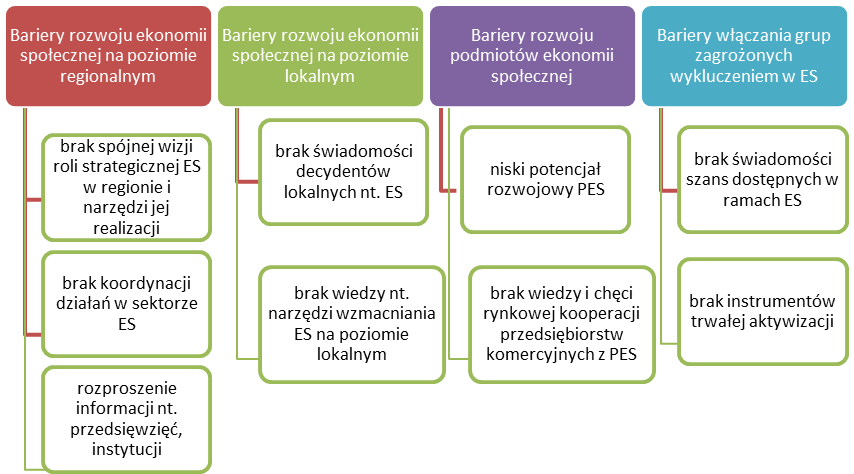 Bariery rozwoju ekonomii
społecznej na poziomie
regionalnym
brak spójnej wizji
roli strategicznej ES
w regionie i
narzędzi jej
realizacji
brak koordynacji
działań w sektorze
ES
rozproszenie
informacji nt.
przedsięwzięć,
instytucji
Bariery rozwoju ekonomii
społecznej na poziomie
lokalnym
brak świadomości
decydentów
lokalnych nt. ES
brak wiedzy nt.
narzędzi wzmacniania
ES na poziomie
lokalnym
Bariery rozwoju
podmiotów ekonomii
społecznej
niski potencjał
rozwojowy PES
brak wiedzy i chęci
rynkowej kooperacji
przedsiębiorstw
komercyjnych z PES
Bariery włączania grup
zagrożonych
wykluczeniem w ES
brak świadomości
szans dostępnych w
ramach ES
brak instrumentów
trwałej aktywizacji